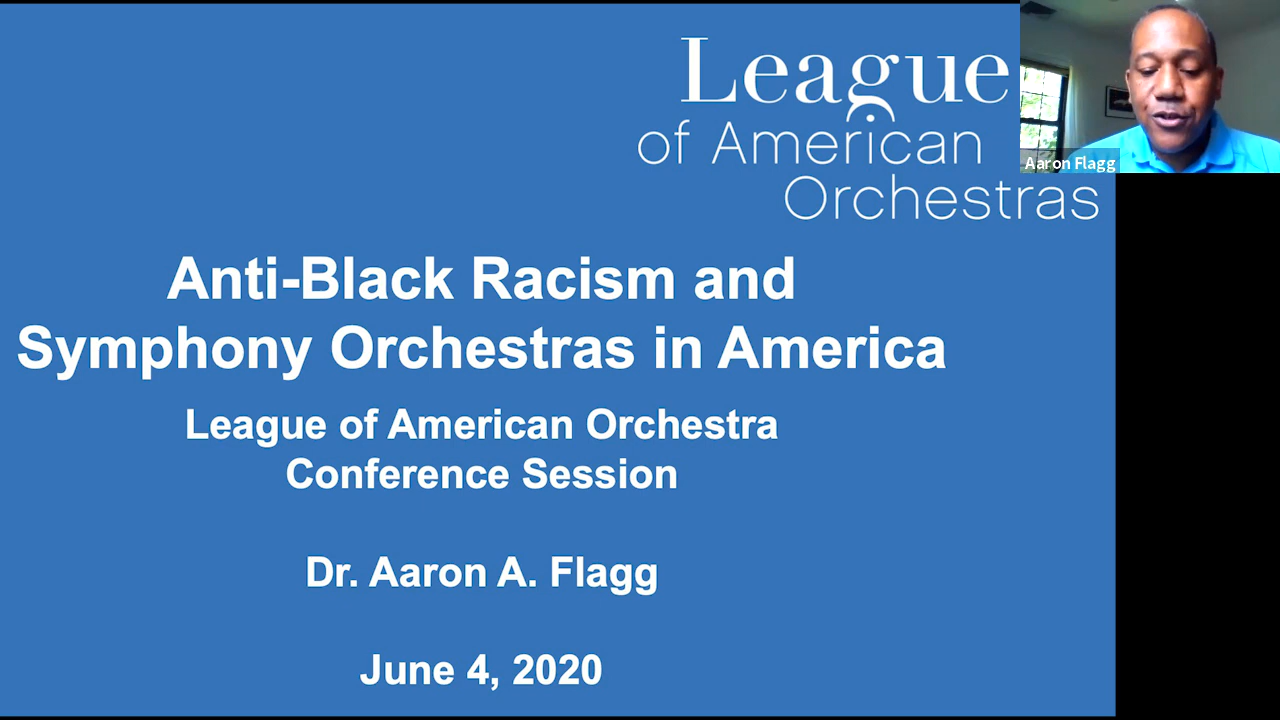 League
of American
Orchestras
Aaron Flagg
Anti-Black Racism and
Symphony Orchestras in America
League of American Orchestra
Conference Session
Dr. Aaron A. Flagg
June 4, 2020